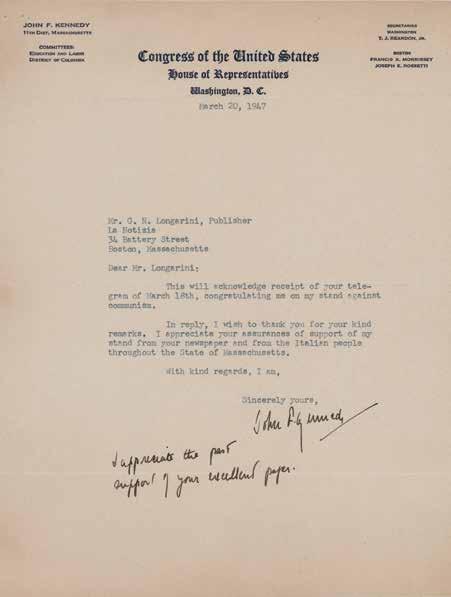 JOHN F. KENNEDY
11TH DIST. MASSACHUSETTS
COMMITTEES:
EDUCATION AND LABOR
DISTRICT OF COLUMBIA
SECRETARIES
WASHINGTON
T. J. REARDON, JR.
BOSTON
FRANCIS X. MORRISSEY
JOSEPH E. ROSSETTI
Congress of the United States
House of Representatives
Washington, D. C.
March 20, 1947
Mr. G. N. Longarini, Publisher
La Notizia
34 Battery Street
Boston, Massachusetts
Dear Mr. Longarini:
This will acknowledge receipt of your tele-
gram of March 18th, congratulating me on my stand against
communism.
In reply, I wish to thank you for your kind
remarks. I appreciate your assurances of support of my
stand from your newspaper and from the Italian people
throughout the State of Massachusetts.
With kind regards, I am,
Sincerely yours,
John F Kennedy
I appreciate the past
support of your excellent paper.